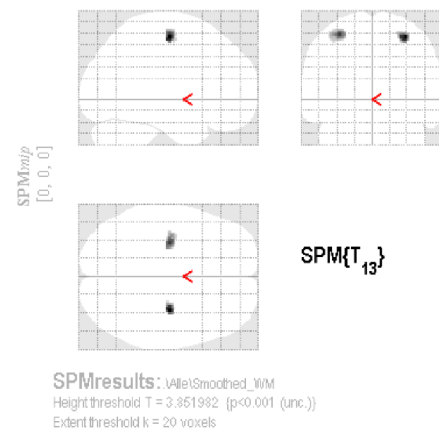 SPMmip
[0, 0, 0]
<
<
<
SPM{T13}
SPMresults: .\Alle\Smoothed_WM
Height threshold T = 3.851982 {p<0.001 (unc.)}
Extent threshold k = 20 voxels